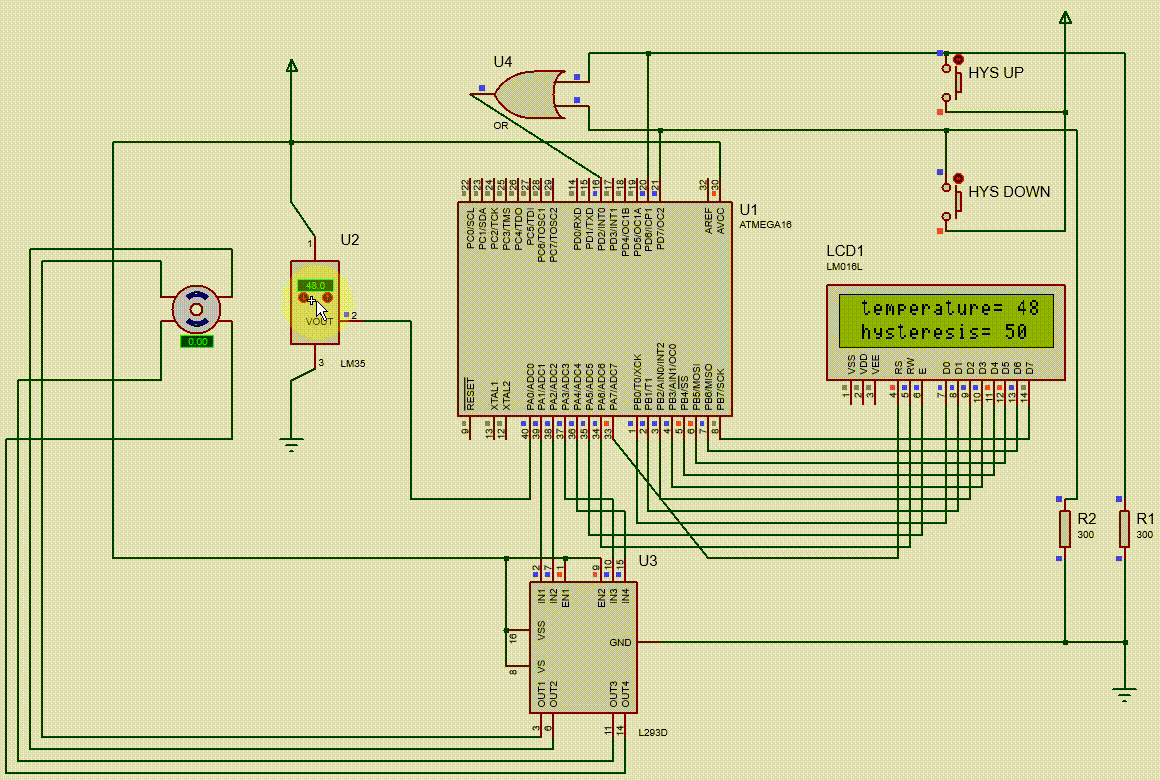 U4
OR
HYS UP
HYS DOWN
22 23 24 25 26 27 28 29 14 15 16 17 18 19 20 21 32 30
PC0/SCL
PC1/SDA
PC2/TCK
PC3/TMS
PC4/TDO
PC5/TDI
PC6/TOSC1
PC7/TOSC2
PD0/RXD
PD1/TXD
PD2/INT0
PD3/INT1
PD4/OC1B
PD5/OC1A
PD6/ICP1
PD7/OC2
AREF
AVCC
U1
ATMEGA16
RESET
XTAL1
XTAL2
PA0/ADC0
PA1/ADC1
PA2/ADC2
PA3/ADC3
PA4/ADC4
PA5/ADC5
PA6/ADC6
PA7/ADC7
PB0/T0/XCK
PB1/T1
PB2/AIN0/INT2
PB3/AIN1/OC0
PB4/SS
PB5/MOSI
PB6/MISO
PB7/SCK
9 13 12 40 39 38 37 36 35 34 33 1 2 3 4 5 6 7 8
U2
1
48.0
VOUT
2
3
LM35
0.00
LCD1
LM016L
temperature= 48
hysteresis= 50
VSS
VDD
VEE
RS
RW
E
D0
D1
D2
D3
D4
D5
D6
D7
1 2 3 4 5 6 7 8 9 10 11 12 13 14
R2
300
R1
300
U3
2 7 1 9 10 15
IN1
IN2
EN1
EN2
IN3
IN4
16
VSS
GND
8
VS
OUT1
OUT2
OUT3
OUT4
3 6 11 14
L293D